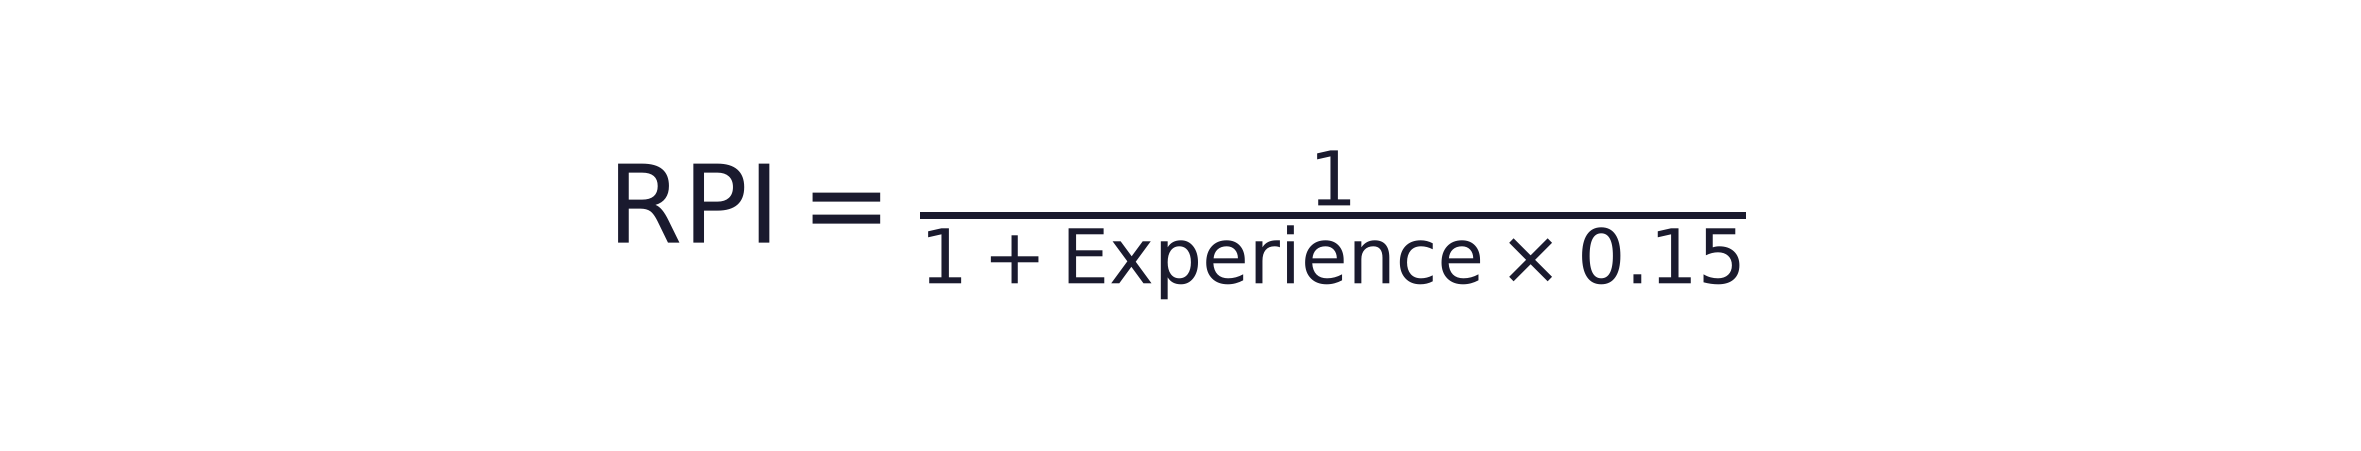 RPI = 1 / 1 + Experience × 0.15